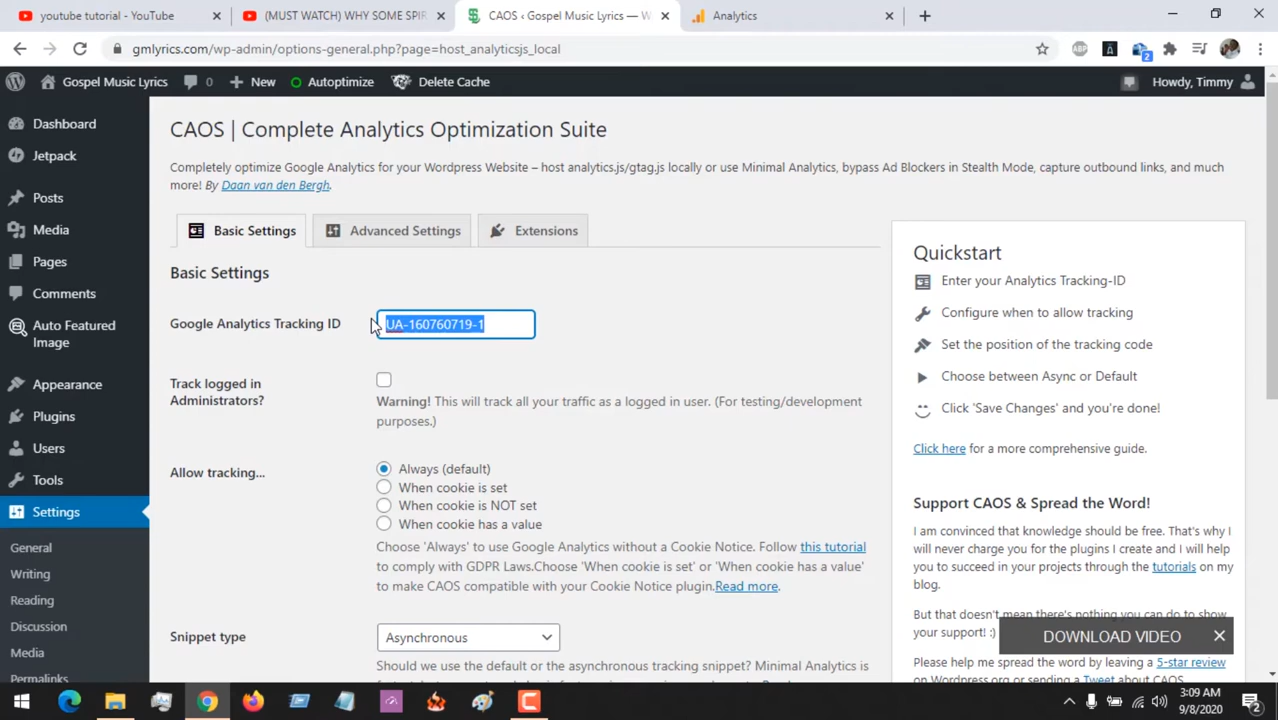 youtube tutorial - YouTube
(MUST WATCH) WHY SOME SPIR
CAOS ‹ Gospel Music Lyrics — W
Analytics
gmlyrics.com/wp-admin/options-general.php?page=host_analyticsjs_local
ABP
2
Gospel Music Lyrics
0
New
Autoptimize
Delete Cache
Howdy, Timmy
Dashboard
Jetpack
Posts
Media
Pages
Comments
Auto Featured
Image
Appearance
Plugins
Users
Tools
Settings
General
Writing
Reading
Discussion
Media
Permalinks
CAOS | Complete Analytics Optimization Suite
Completely optimize Google Analytics for your Wordpress Website – host analytics.js/gtag.js locally or use Minimal Analytics, bypass Ad Blockers in Stealth Mode, capture outbound links, and much
more! By Daan van den Bergh.
Basic Settings
Advanced Settings
Extensions
Basic Settings
Google Analytics Tracking ID
UA-160760719-1
Track logged in
Administrators?
Warning! This will track all your traffic as a logged in user. (For testing/development
purposes.)
Allow tracking...
Always (default)
When cookie is set
When cookie is NOT set
When cookie has a value
Choose 'Always' to use Google Analytics without a Cookie Notice. Follow this tutorial
to comply with GDPR Laws.Choose 'When cookie is set' or 'When cookie has a value'
to make CAOS compatible with your Cookie Notice plugin.Read more.
Snippet type
Asynchronous
Should we use the default or the asynchronous tracking snippet? Minimal Analytics is
Quickstart
Enter your Analytics Tracking-ID
Configure when to allow tracking
Set the position of the tracking code
Choose between Async or Default
Click 'Save Changes' and you're done!
Click here for a more comprehensive guide.
Support CAOS & Spread the Word!
I am convinced that knowledge should be free. That's why I
will never charge you for the plugins I create and I will help
you to succeed in your projects through the tutorials on my
blog.
But that doesn't mean there's nothing you can do to show
your support! :)
DOWNLOAD VIDEO
Please help me spread the word by leaving a 5-star review
on WordPress.org or sending a Tweet about CAOS.
3:09 AM
9/8/2020
2